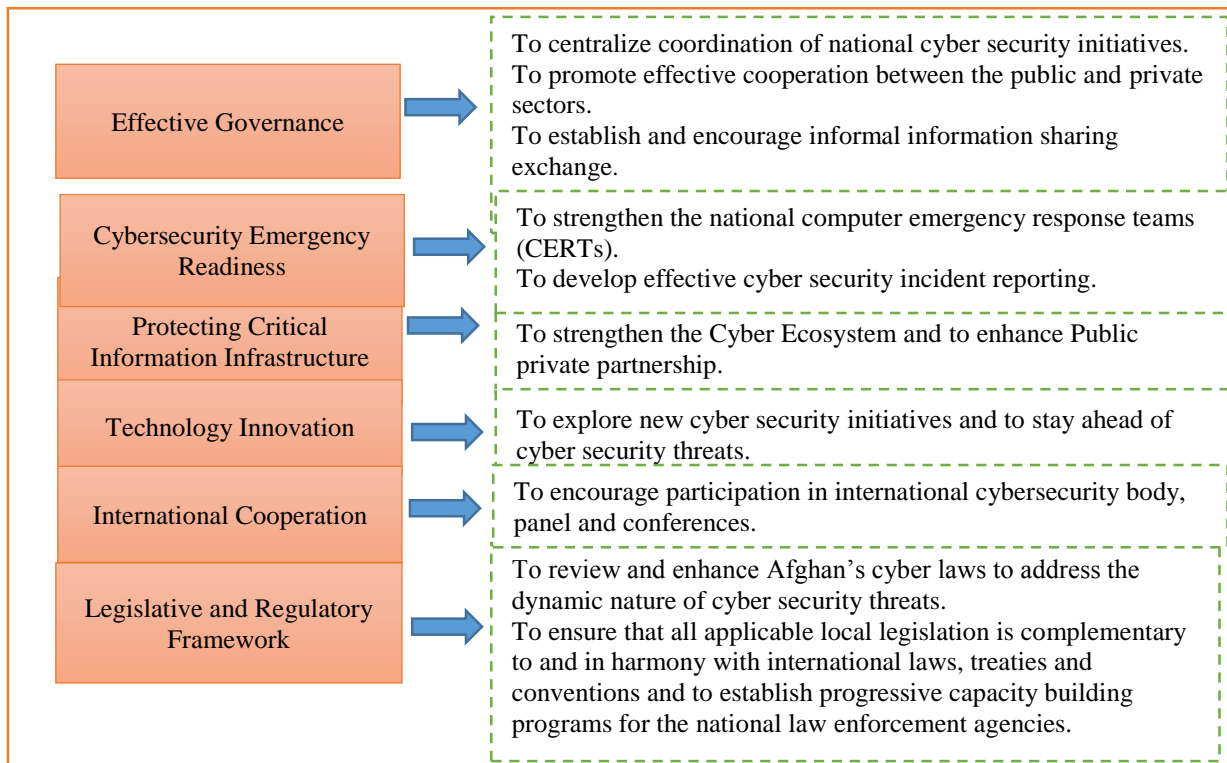 Effective Governance
To centralize coordination of national cyber security initiatives.
To promote effective cooperation between the public and private
sectors.
To establish and encourage informal information sharing
exchange.
Cybersecurity Emergency
Readiness
To strengthen the national computer emergency response teams
(CERTs).
To develop effective cyber security incident reporting.
Protecting Critical
Information Infrastructure
To strengthen the Cyber Ecosystem and to enhance Public
private partnership.
Technology Innovation
To explore new cyber security initiatives and to stay ahead of
cyber security threats.
International Cooperation
To encourage participation in international cybersecurity body,
panel and conferences.
Legislative and Regulatory
Framework
To review and enhance Afghan’s cyber laws to address the
dynamic nature of cyber security threats.
To ensure that all applicable local legislation is complementary
to and in harmony with international laws, treaties and
conventions and to establish progressive capacity building
programs for the national law enforcement agencies.